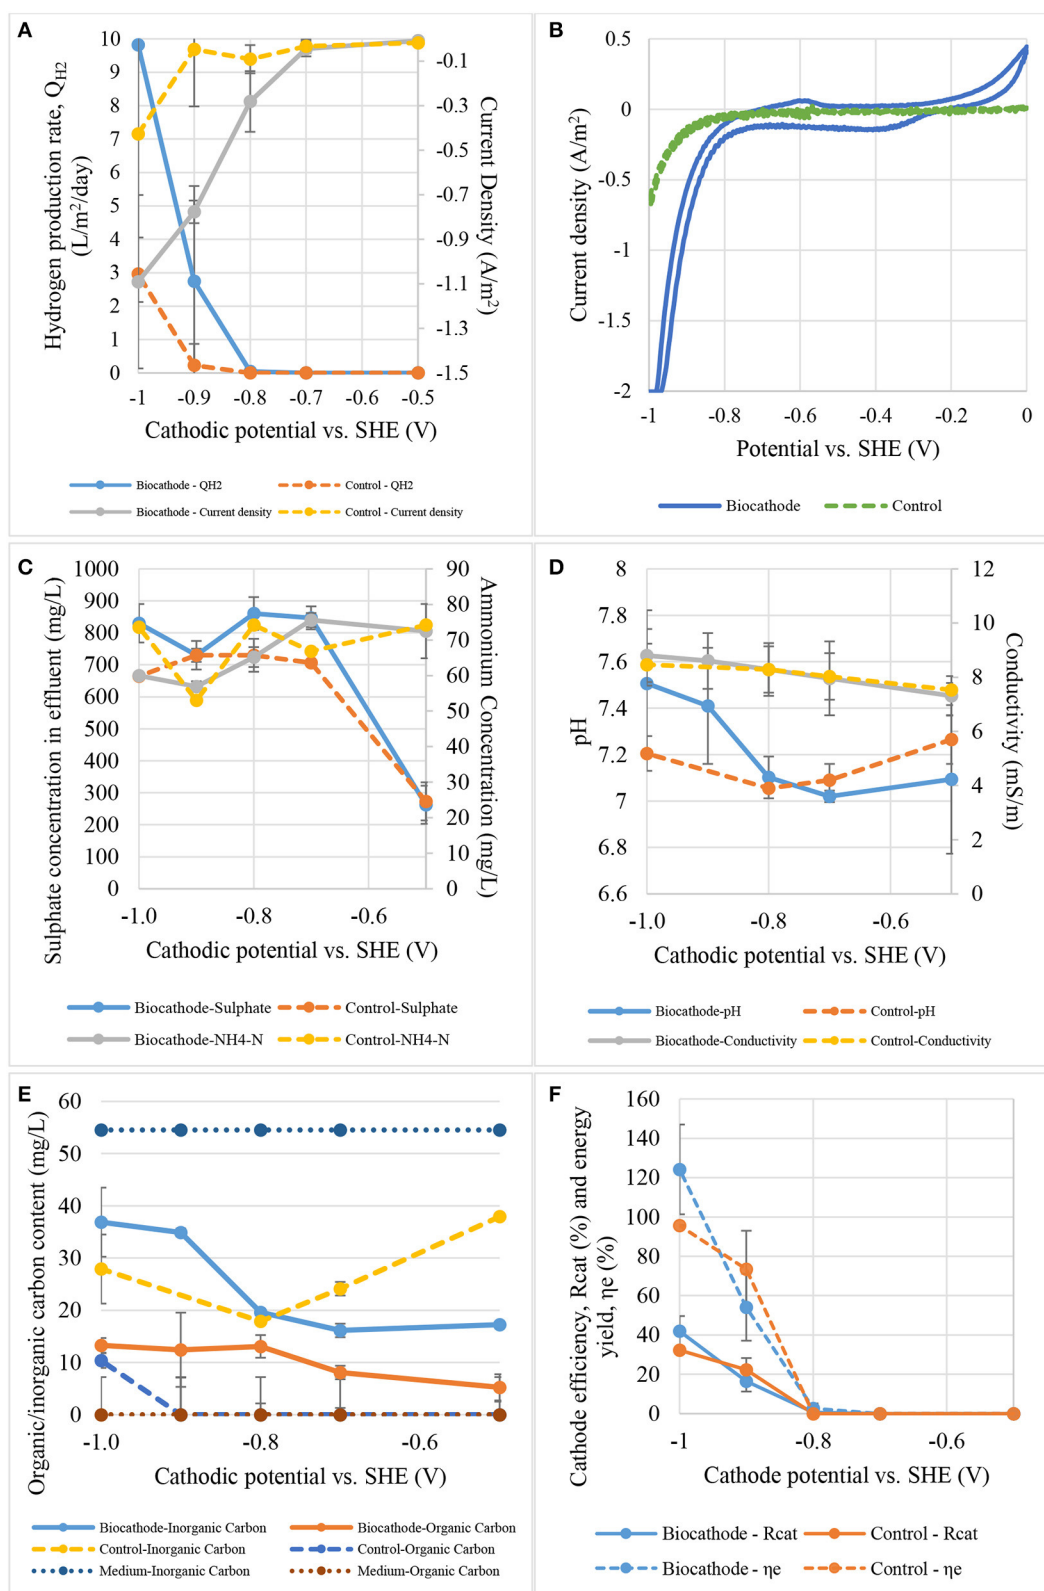 A
Hydrogen production rate, QH2
(L/m²/day)
10
9
8
7
6
5
4
3
2
1
0
-0.1
-0.3
-0.5
-0.7
-0.9
-1.1
-1.3
-1.5
Current Density (A/m²)
-1 -0.9 -0.8 -0.7 -0.6 -0.5
Cathodic potential vs. SHE (V)
Biocathode - QH2 Control - QH2
Biocathode - Current density Control - Current density
B
Current density (A/m²)
0.5
0
-0.5
-1
-1.5
-2
-1 -0.8 -0.6 -0.4 -0.2 0
Potential vs. SHE (V)
Biocathode Control
C
Sulphate concentration in effluent (mg/L)
1000
900
800
700
600
500
400
300
200
100
0
90
80
70
60
50
40
30
20
10
0
Ammonium Concentration (mg/L)
-1.0 -0.8 -0.6
Cathodic potential vs. SHE (V)
Biocathode-Sulphate Control-Sulphate
Biocathode-NH4-N Control-NH4-N
D
pH
8
7.8
7.6
7.4
7.2
7
6.8
6.6
12
10
8
6
4
2
0
Conductivity (mS/m)
-1.0 -0.8 -0.6
Cathodic potential vs. SHE (V)
Biocathode-pH Control-pH
Biocathode-Conductivity Control-Conductivity
E
Organic/inorganic carbon content (mg/L)
60
50
40
30
20
10
0
-1.0 -0.8 -0.6
Cathodic potential vs. SHE (V)
Biocathode-Inorganic Carbon Biocathode-Organic Carbon
Control-Inorganic Carbon Control-Organic Carbon
Medium-Inorganic Carbon Medium-Organic Carbon
F
Cathode efficiency, Rcat (%) and energy
yield, ηe (%)
160
140
120
100
80
60
40
20
0
-1 -0.8 -0.6
Cathode potential vs. SHE (V)
Biocathode - Rcat Control - Rcat
Biocathode - ηe Control - ηe